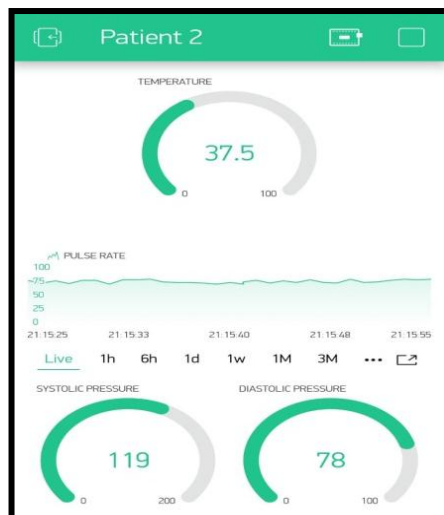 Patient 2
TEMPERATURE
37.5
0 100
PULSE RATE
100
75
50
25
0
21:15:25 21:15:33 21:15:40 21:15:48 21:15:55
Live 1h 6h 1d 1w 1M 3M •••
SYSTOLIC PRESSURE DIASTOLIC PRESSURE
119 78
0 200 0 100